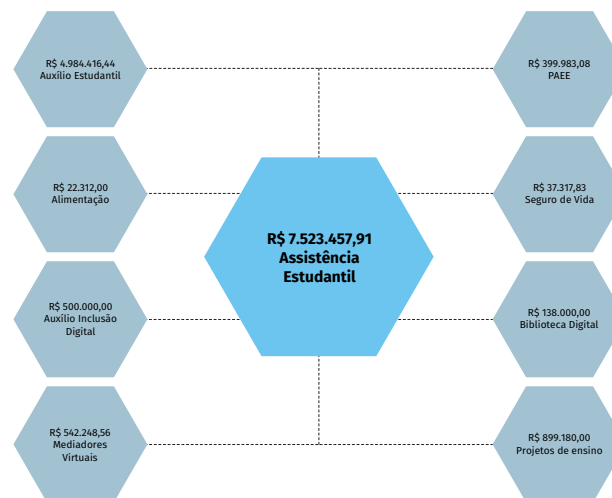 R$ 4.984.416,44
Auxílio Estudantil
R$ 399.983,08
PAEE
R$ 22.312,00
Alimentação
R$ 37.317,83
Seguro de Vida
R$ 7.523.457,91
Assistência
Estudantil
R$ 500.000,00
Auxílio Inclusão
Digital
R$ 138.000,00
Biblioteca Digital
R$ 542.248,56
Mediadores
Virtuais
R$ 899.180,00
Projetos de ensino